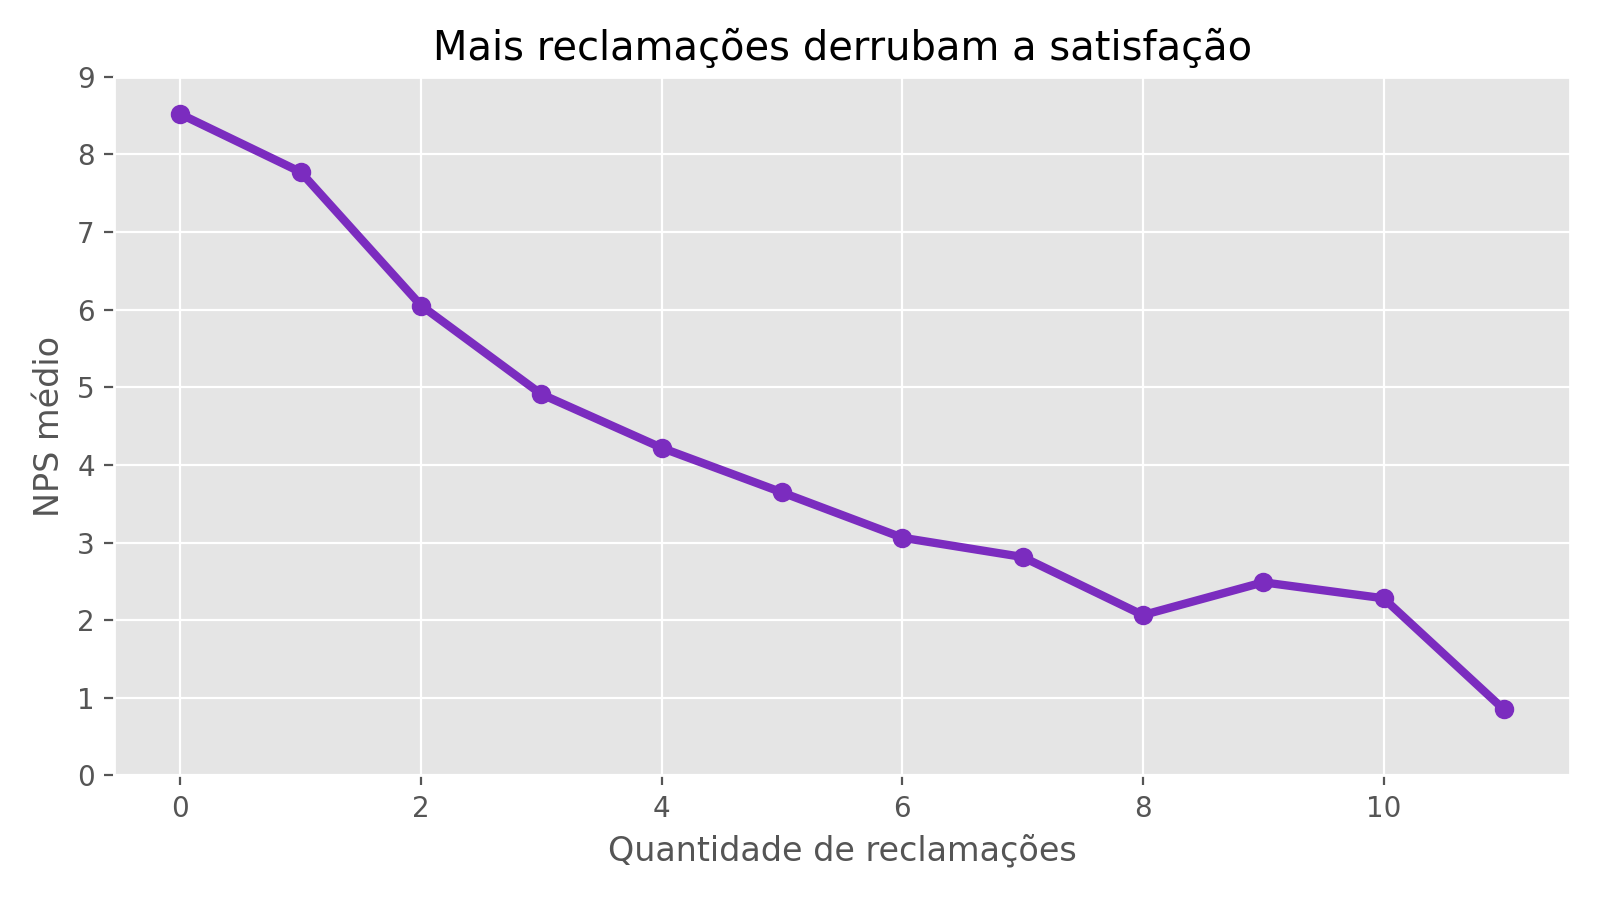 Mais reclamações derrubam a satisfação
9
8
7
6
5
4
3
2
1
0
NPS médio
0 2 4 6 8 10
Quantidade de reclamações